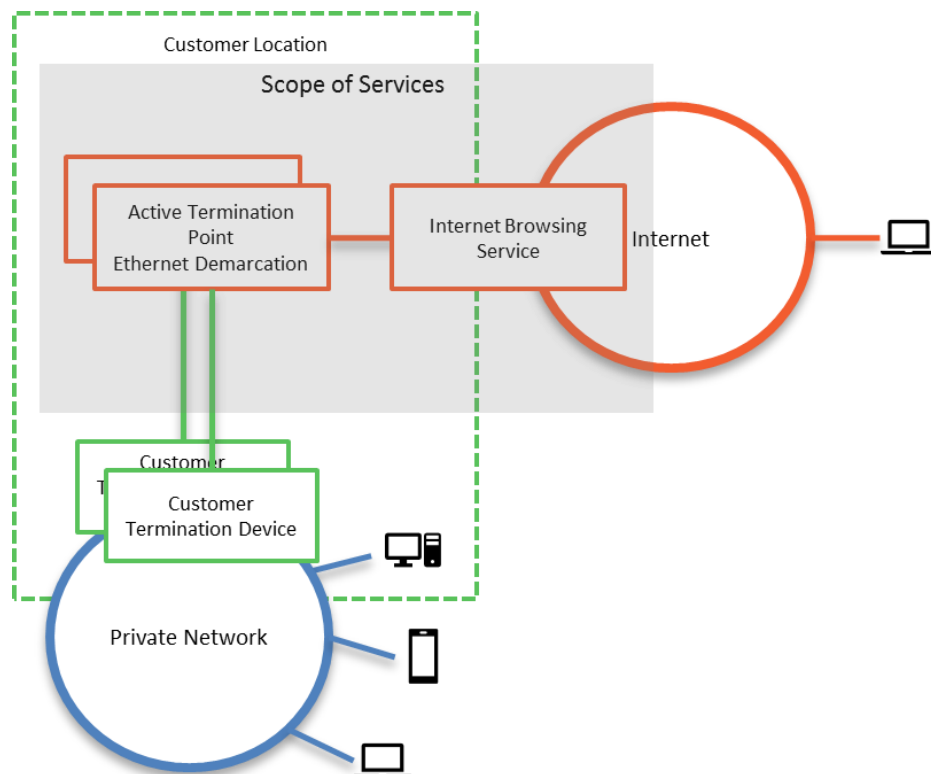 Customer Location
Scope of Services
Active Termination
Point
Ethernet Demarcation
Internet Browsing
Service
Internet
Customer
T
Customer
Termination Device
Private Network